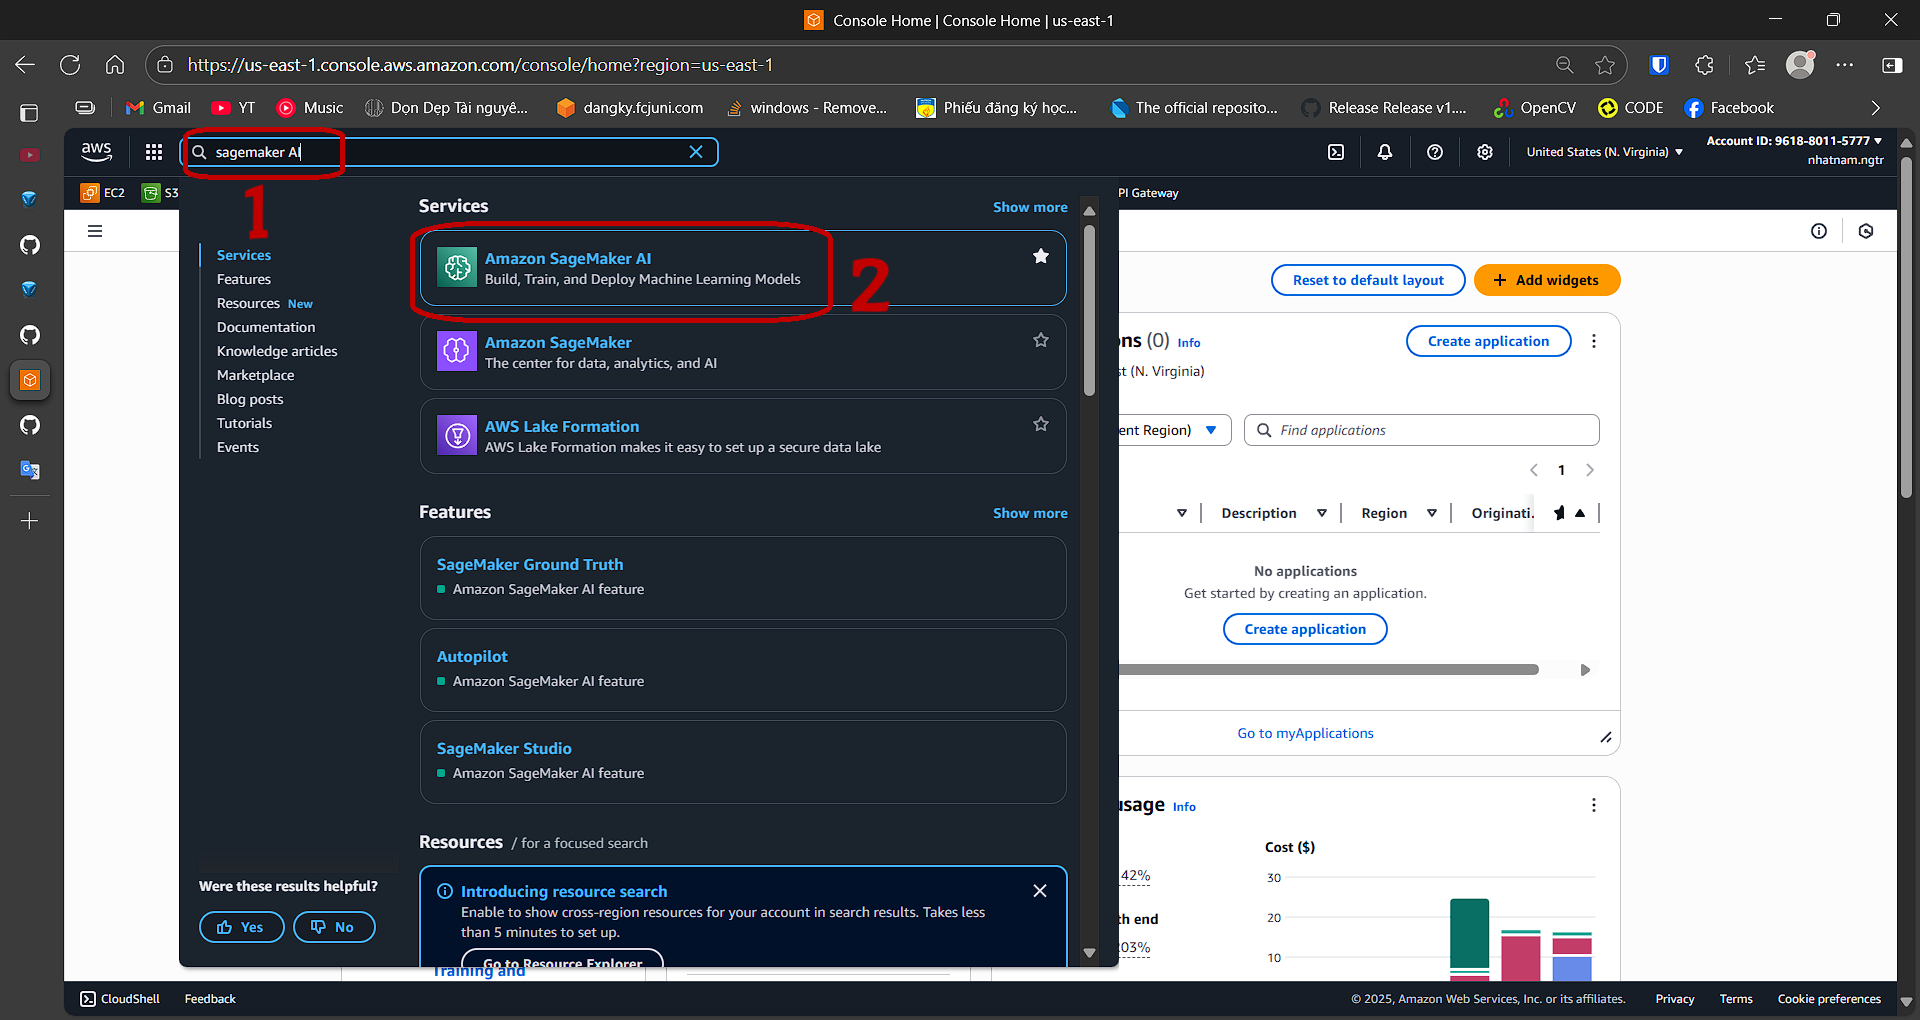 Console Home | Console Home | us-east-1
https://us-east-1.console.aws.amazon.com/console/home?region=us-east-1
Gmail YT Music Dọn Dẹp Tài nguyê... dangky.fcjuni.com windows - Remove... Phiếu đăng ký học... The official reposito... Release Release v1.... OpenCV CODE Facebook
aws sagemaker AI United States (N. Virginia) Account ID: 9618-8011-5777
nhatnam.ngtr
EC2 S3 PI Gateway
1
Services
Features
Resources New
Documentation
Knowledge articles
Marketplace
Blog posts
Tutorials
Events
Were these results helpful?
Yes No
Services Show more
Amazon SageMaker AI
Build, Train, and Deploy Machine Learning Models
2
Amazon SageMaker
The center for data, analytics, and AI
AWS Lake Formation
AWS Lake Formation makes it easy to set up a secure data lake
Features Show more
SageMaker Ground Truth
Amazon SageMaker AI feature
Autopilot
Amazon SageMaker AI feature
SageMaker Studio
Amazon SageMaker AI feature
Resources / for a focused search
Introducing resource search
Enable to show cross-region resources for your account in search results. Takes less
than 5 minutes to set up.
Go to Resource Explorer
Training and
Reset to default layout + Add widgets
ons (0) Info Create application
st (N. Virginia)
ent Region) Find applications
1
Description Region Originati.
No applications
Get started by creating an application.
Create application
Go to myApplications
usage Info
Cost ($)
42%
th end
03%
30
20
10
CloudShell Feedback © 2025, Amazon Web Services, Inc. or its affiliates. Privacy Terms Cookie preferences